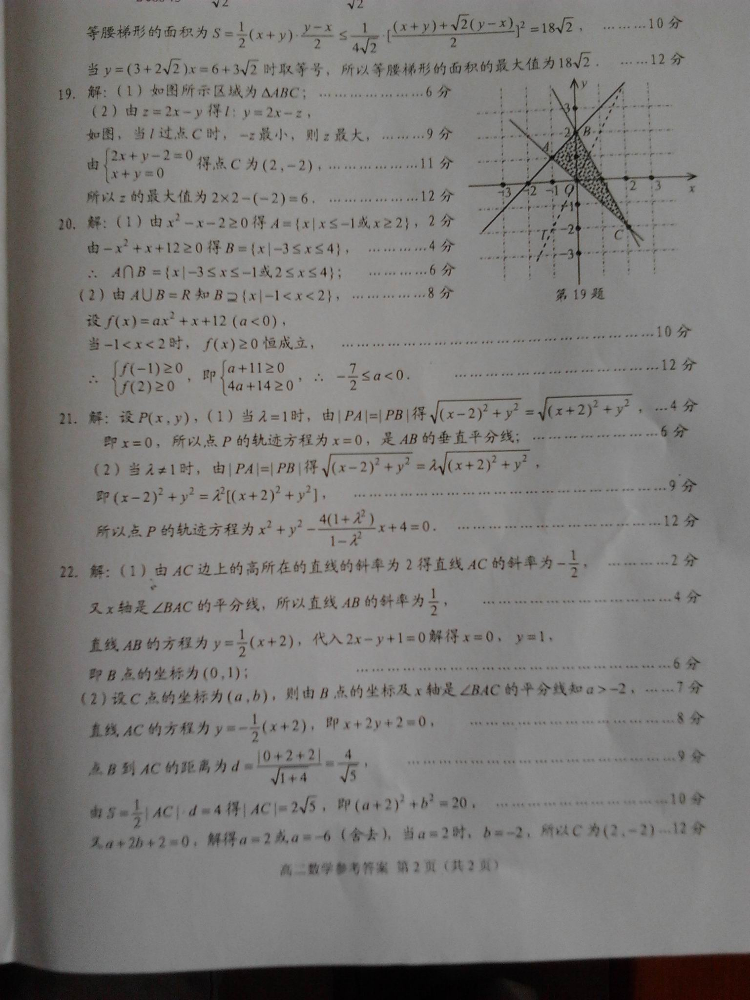 √2 √2
等腰梯形的面积为 S=1/2(x+y)·(y-x)/2≤1/(4√2)·[((x+y)+√2(y-x))/2]²=18√2， ………10 分
当 y=(3+2√2)x=6+3√2 时取等号，所以等腰梯形的面积的最大值为18√2． ……12 分
19. 解：（1）如图所示区域为 ΔABC； …………………6 分
（2）由 z=2x-y 得 l: y=2x-z，
如图，当 l 过点 C 时， -z 最小，则 z 最大，………9 分
由{2x+y-2=0 x+y=0 得点 C 为 (2,-2)，………………11 分
所以 z 的最大值为 2×2-(-2)=6．………………12 分
y
3
2
B
A
-3 -2 -1 O 2 3 x
-1
l
-2
C
-3
第 19 题
20. 解：（1）由 x²-x-2≥0 得 A={x|x≤-1或x≥2}，2 分
由 -x²+x+12≥0 得 B={x|-3≤x≤4}， …………4 分
∴ A∩B={x|-3≤x≤-1或2≤x≤4}； …………6 分
（2）由 A∪B=R 知 B⊇{x|-1<x<2}，……………8 分
设 f(x)=ax²+x+12 (a<0)，
当 -1<x<2 时， f(x)≥0 恒成立， ………………………………………………………10 分
∴ {f(-1)≥0 f(2)≥0，即{a+11≥0 4a+14≥0，∴ -7/2≤a<0． …………………………………12 分
21. 解：设 P(x,y)，（1）当 λ=1 时，由|PA|=|PB|得√((x-2)²+y²)=√((x+2)²+y²)，…4 分
即 x=0，所以点 P 的轨迹方程为 x=0，是 AB 的垂直平分线；……………………6 分
（2）当 λ≠1 时，由|PA|=|PB|得√((x-2)²+y²)=λ√((x+2)²+y²)，
即 (x-2)²+y²=λ²[(x+2)²+y²]， ………………………………………………………9 分
所以点 P 的轨迹方程为 x²+y²-(4(1+λ²))/(1-λ²)x+4=0． …………………………………12 分
22. 解：（1）由 AC 边上的高所在的直线的斜率为 2 得直线 AC 的斜率为 -1/2， …………2 分
又 x 轴是∠BAC 的平分线，所以直线 AB 的斜率为 1/2， …………………………………4 分
直线 AB 的方程为 y=1/2(x+2)，代入 2x-y+1=0 解得 x=0， y=1，
即 B 点的坐标为(0,1)； ………………………………………………………6 分
（2）设 C 点的坐标为(a,b)，则由 B 点的坐标及 x 轴是∠BAC 的平分线知 a>-2，……7 分
直线 AC 的方程为 y=-1/2(x+2)，即 x+2y+2=0， …………………………………8 分
点 B 到 AC 的距离为 d=|0+2+2|/√(1+4)=4/√5， ………………………………………………9 分
由 S=1/2|AC|·d=4 得|AC|=2√5，即 (a+2)²+b²=20， ……………………………10 分
又 a+2b+2=0，解得 a=2 或 a=-6（舍去），当 a=2 时， b=-2，所以 C 为(2,-2)…12 分
高二数学参考答案 第 2 页（共 2 页）